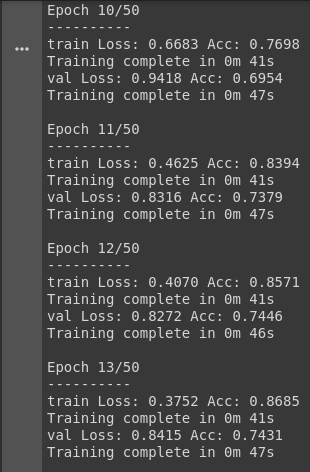 Epoch 10/50
----------
train Loss: 0.6683 Acc: 0.7698
Training complete in 0m 41s
val Loss: 0.9418 Acc: 0.6954
Training complete in 0m 47s

Epoch 11/50
----------
train Loss: 0.4625 Acc: 0.8394
Training complete in 0m 41s
val Loss: 0.8316 Acc: 0.7379
Training complete in 0m 47s

Epoch 12/50
----------
train Loss: 0.4070 Acc: 0.8571
Training complete in 0m 41s
val Loss: 0.8272 Acc: 0.7446
Training complete in 0m 46s

Epoch 13/50
----------
train Loss: 0.3752 Acc: 0.8685
Training complete in 0m 41s
val Loss: 0.8415 Acc: 0.7431
Training complete in 0m 47s